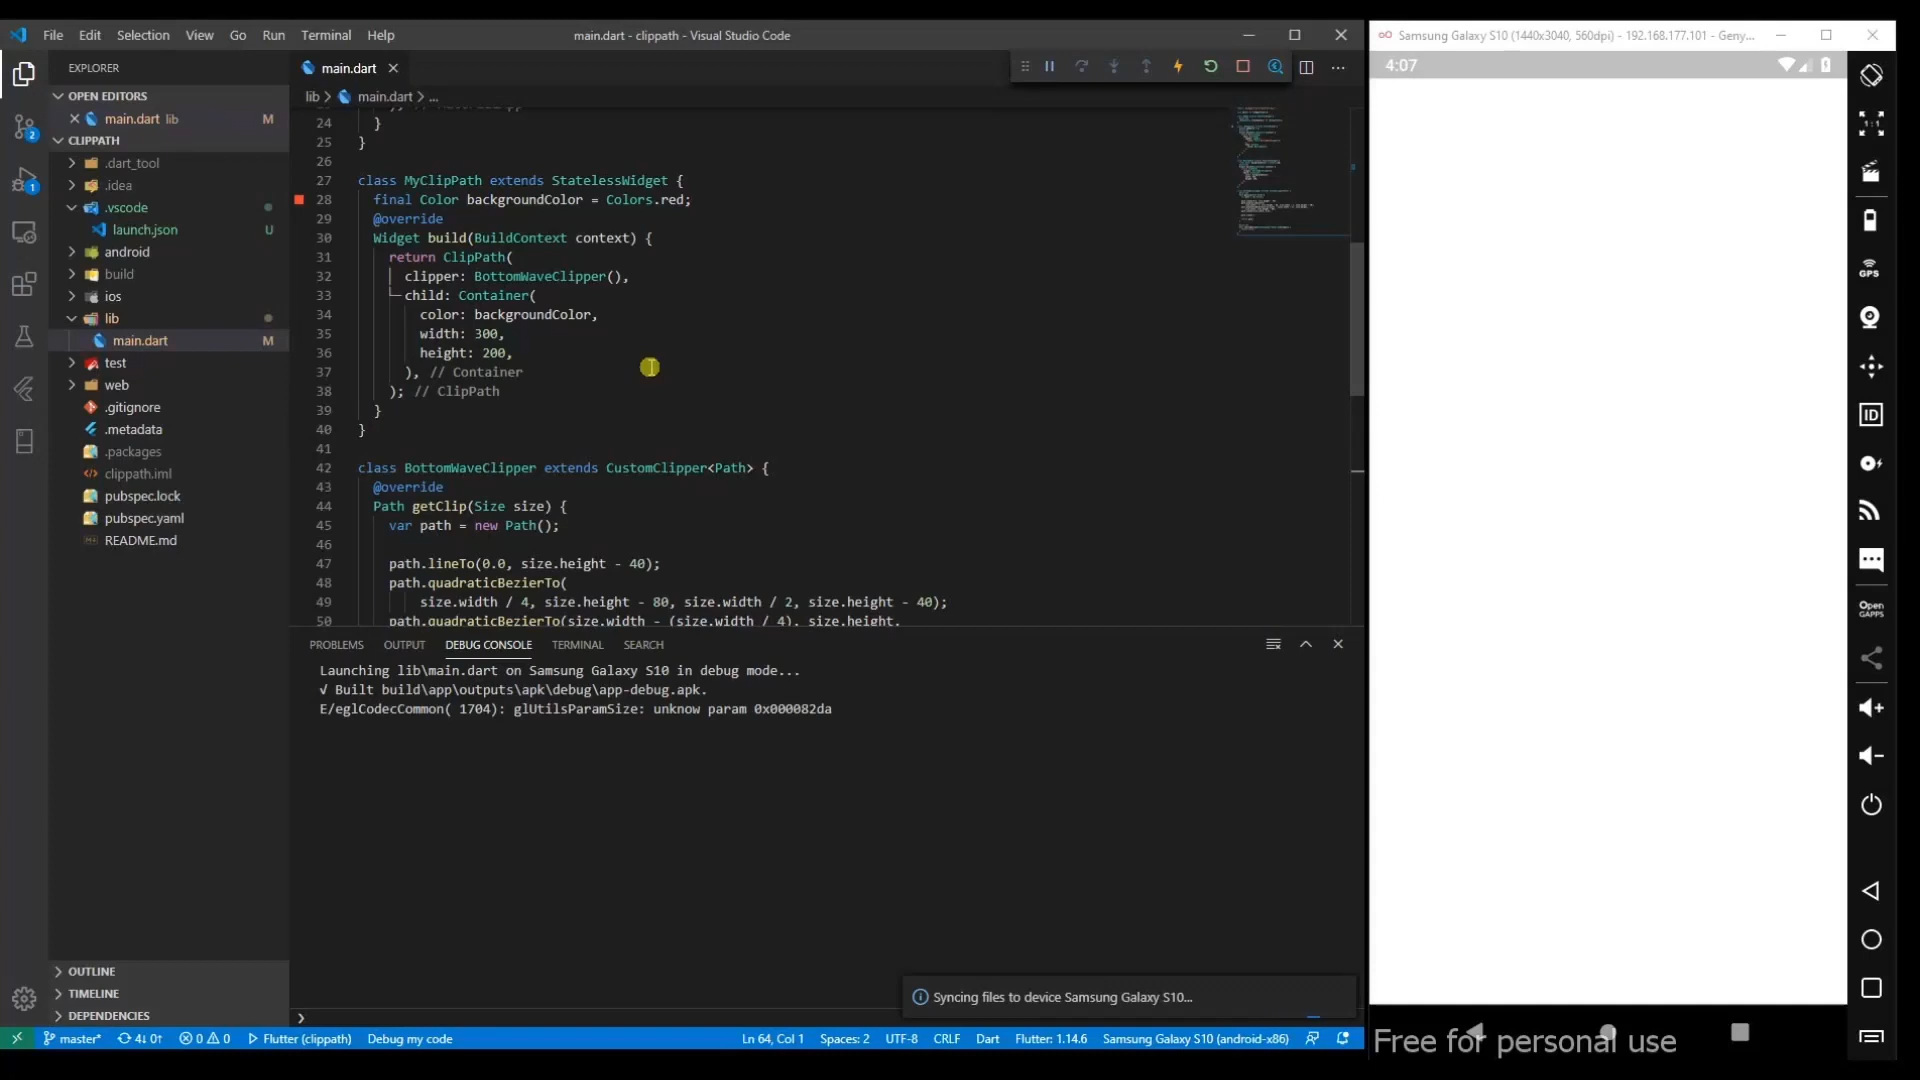 File Edit Selection View Go Run Terminal Help
main.dart - clippath - Visual Studio Code
EXPLORER
OPEN EDITORS
main.dart lib M
CLIPPATH
.dart_tool
.idea
.vscode
launch.json U
android
build
ios
lib
main.dart M
test
web
.gitignore
.metadata
.packages
clippath.iml
pubspec.lock
pubspec.yaml
README.md
OUTLINE
TIMELINE
DEPENDENCIES
2
1
main.dart
lib > main.dart > ...
24 }
25 }
26
27 class MyClipPath extends StatelessWidget {
28 final Color backgroundColor = Colors.red;
29 @override
30 Widget build(BuildContext context) {
31 return ClipPath(
32 clipper: BottomWaveClipper(),
33 child: Container(
34 color: backgroundColor,
35 width: 300,
36 height: 200,
37 ), // Container
38 ); // ClipPath
39 }
40 }
41
42 class BottomWaveClipper extends CustomClipper<Path> {
43 @override
44 Path getClip(Size size) {
45 var path = new Path();
46
47 path.lineTo(0.0, size.height - 40);
48 path.quadraticBezierTo(
49 size.width / 4, size.height - 80, size.width / 2, size.height - 40);
50 path.quadraticBezierTo(size.width - (size.width / 4), size.height,
PROBLEMS OUTPUT DEBUG CONSOLE TERMINAL SEARCH
Launching lib\main.dart on Samsung Galaxy S10 in debug mode...
√ Built build\app\outputs\apk\debug\app-debug.apk.
E/eglCodecCommon( 1704): glUtilsParamSize: unknow param 0x000082da
Syncing files to device Samsung Galaxy S10...
master* 4↓ 0↑ 0 0 Flutter (clippath) Debug my code Ln 64, Col 1 Spaces: 2 UTF-8 CRLF Dart Flutter: 1.14.6 Samsung Galaxy S10 (android-x86)
Samsung Galaxy S10 (1440x3040, 560dpi) - 192.168.177.101 - Geny...
4:07
1:1
GPS
ID
Open
GAPPS
Free for personal use